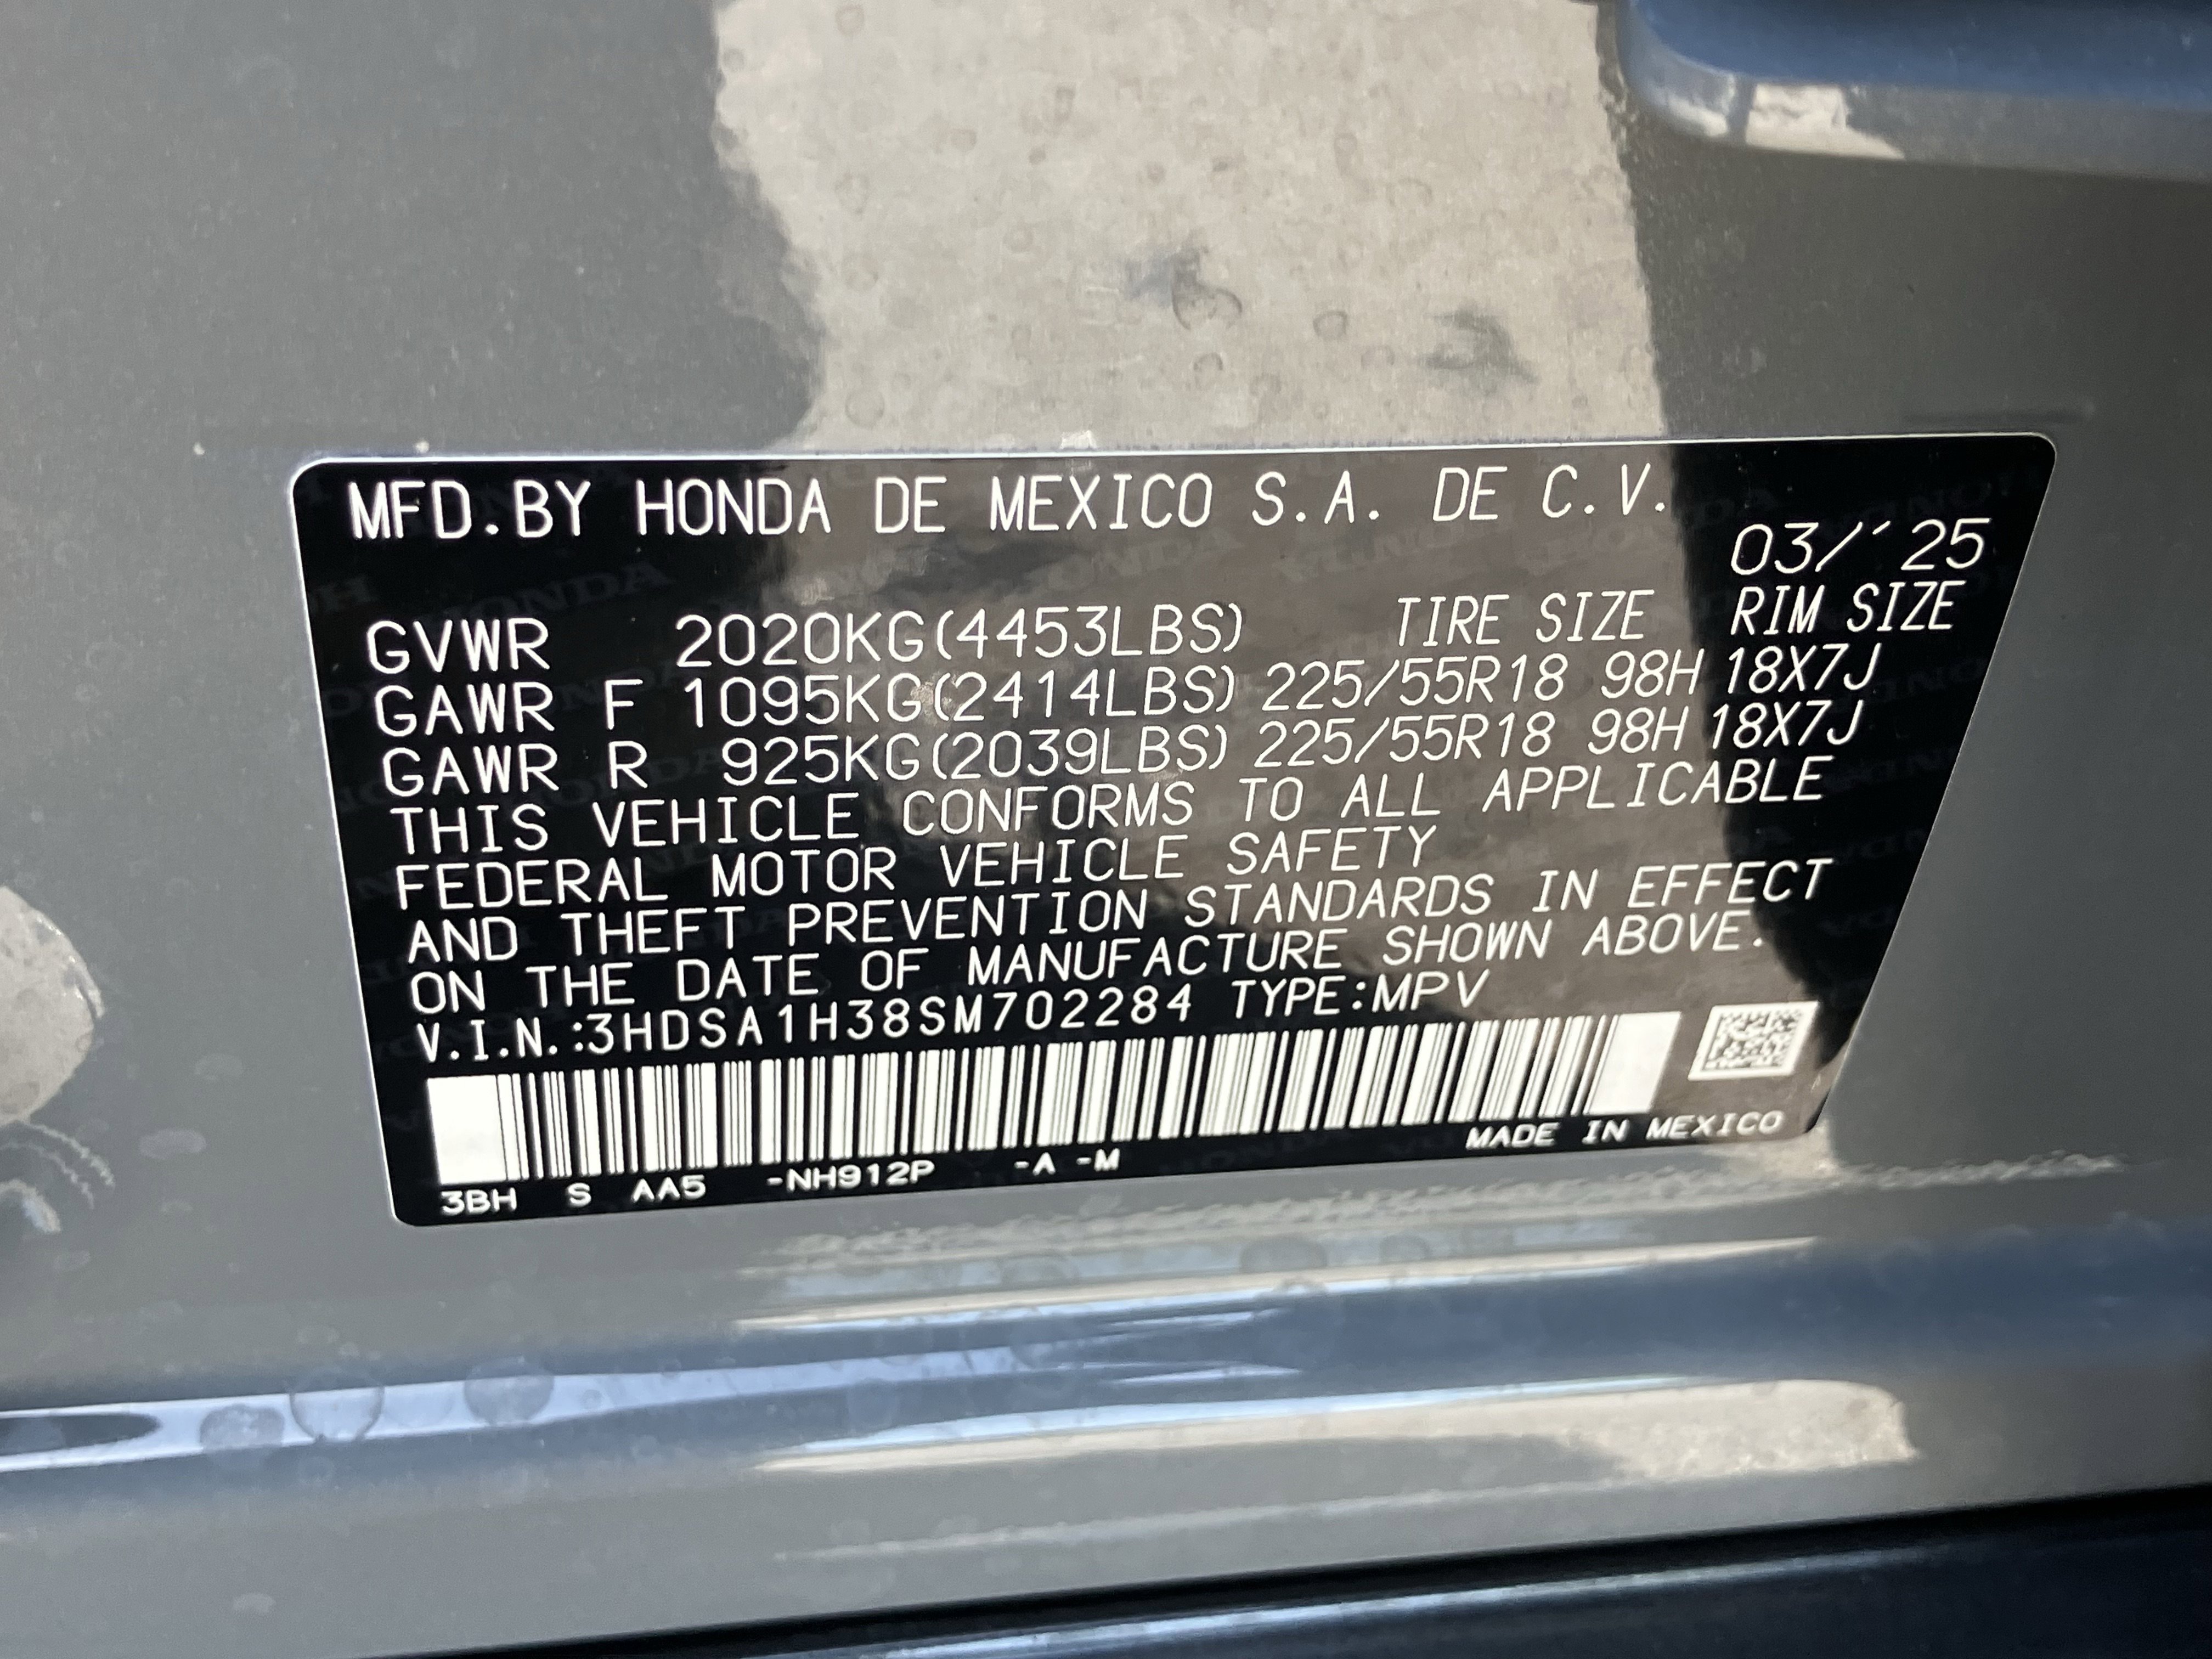 MFD.BY HONDA DE MEXICO S.A. DE C.V.
03/´25
GVWR 2020KG(4453LBS) TIRE SIZE RIM SIZE
GAWR F 1095KG(2414LBS) 225/55R18 98H 18X7J
GAWR R 925KG(2039LBS) 225/55R18 98H 18X7J
THIS VEHICLE CONFORMS TO ALL APPLICABLE
FEDERAL MOTOR VEHICLE SAFETY
AND THEFT PREVENTION STANDARDS IN EFFECT
ON THE DATE OF MANUFACTURE SHOWN ABOVE.
V.I.N.:3HDSA1H38SM702284 TYPE:MPV
MADE IN MEXICO
3BH S AA5 -NH912P -A -M